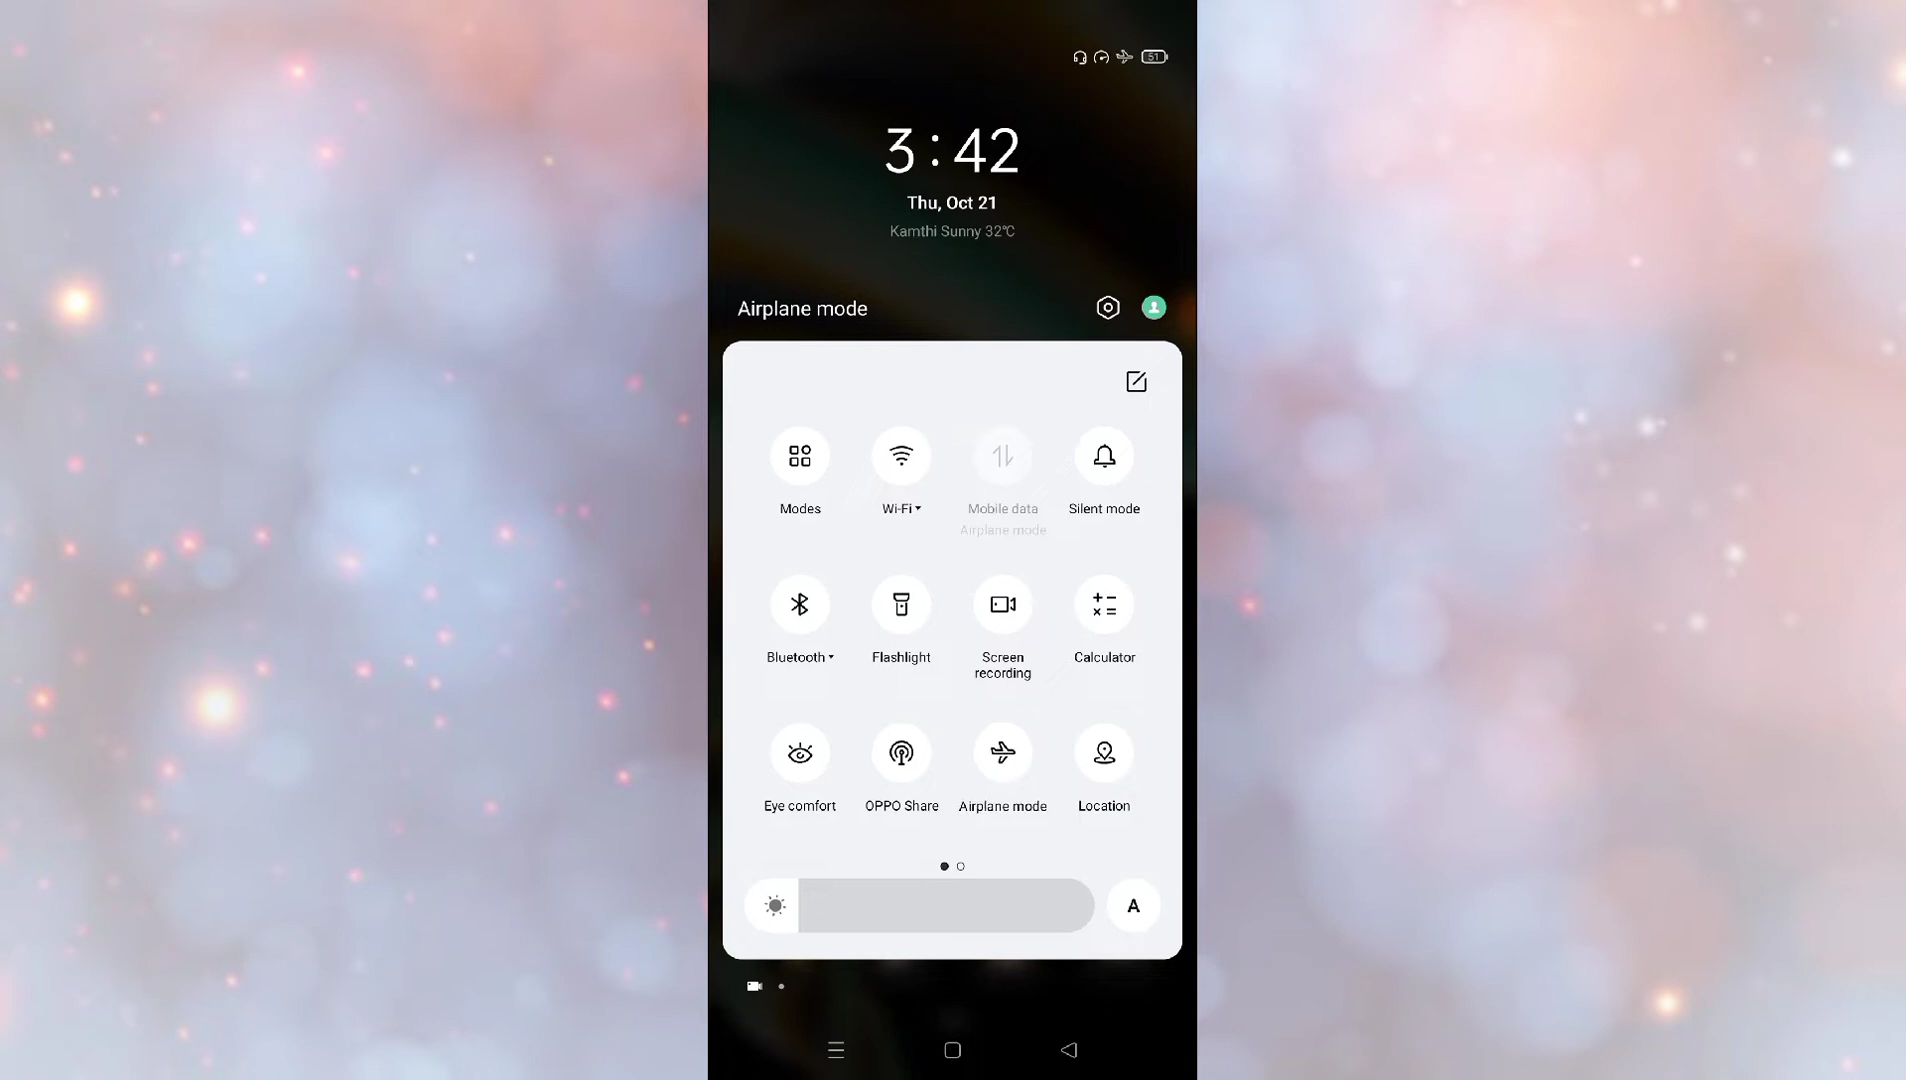 51
3:42
Thu, Oct 21
Kamthi Sunny 32℃
Airplane mode
Modes
Wi-Fi
Mobile data
Airplane mode
Silent mode
Bluetooth
Flashlight
Screen
recording
Calculator
Eye comfort
OPPO Share
Airplane mode
Location
A